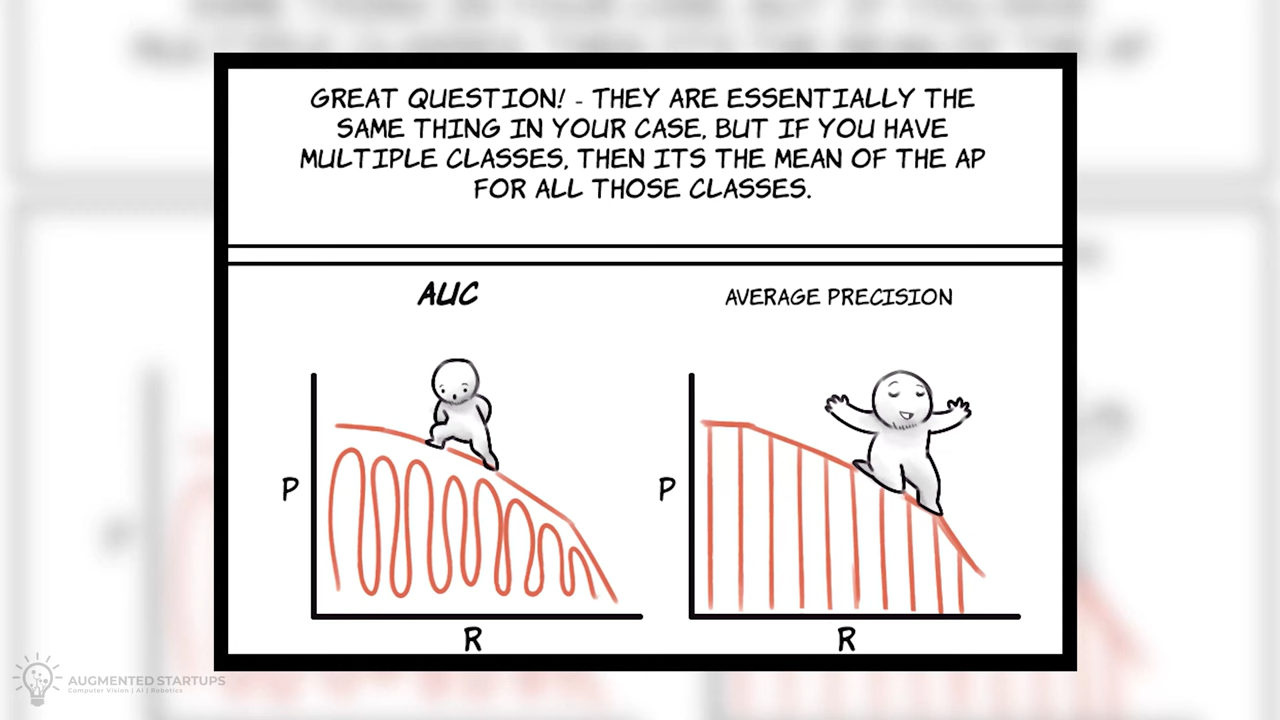 GREAT QUESTION! - THEY ARE ESSENTIALLY THE
SAME THING IN YOUR CASE, BUT IF YOU HAVE
MULTIPLE CLASSES, THEN ITS THE MEAN OF THE AP
FOR ALL THOSE CLASSES.
AUC
P
R
AVERAGE PRECISION
P
R
AUGMENTED STARTUPS
Computer Vision | AI | Robotics